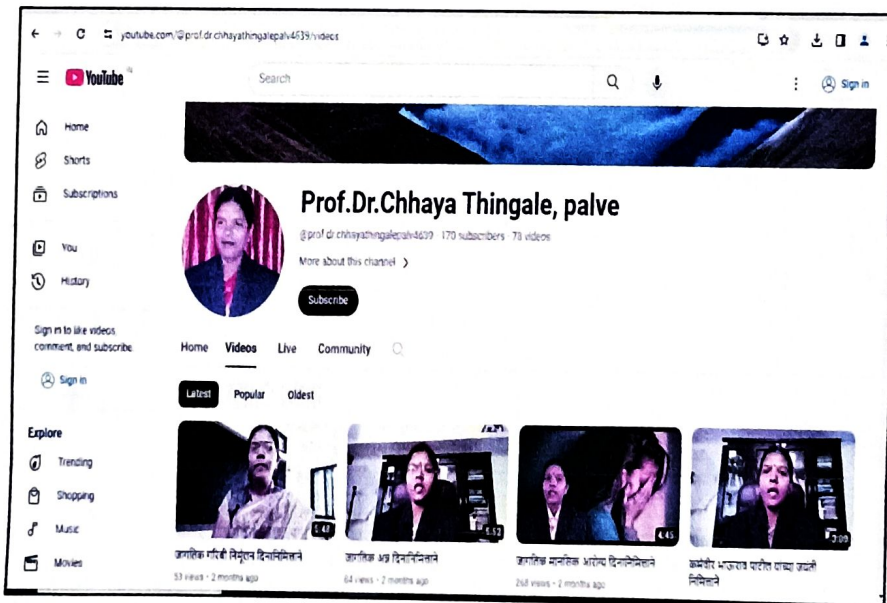 youtube.com/@prof.dr.chhayathingalepalv4639/videos
YouTube
Search
Sign in
Home
Shorts
Subscriptions
You
History
Sign in to like videos,
comment, and subscribe.
Sign in
Explore
Trending
Shopping
Music
Movies
Prof.Dr.Chhaya Thingale, palve
@prof.dr.chhayathingalepalv4639 170 subscribers 78 videos
More about this channel
Subscribe
Home Videos Live Community
Latest Popular Oldest
5:48
5:52
4:45
3:09
जागतिक गरिबी निर्मूलन दिनानिमित्ताने
53 views • 2 months ago
जागतिक अन्न दिनानिमित्ताने
64 views • 2 months ago
जागतिक मानसिक आरोग्य दिनानिमित्ताने
268 views • 2 months ago
कर्मवीर भाऊराव पाटील यांच्या जयंती
निमित्ताने